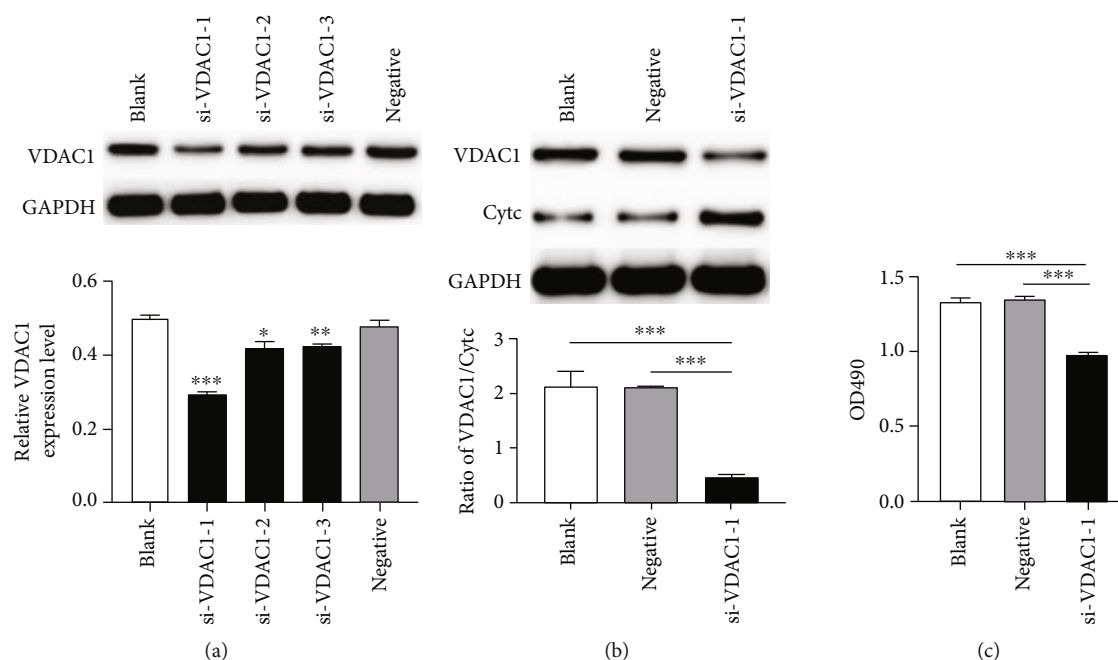 Blank
si-VDAC1-1
si-VDAC1-2
si-VDAC1-3
Negative
VDAC1
GAPDH
0.6
0.4
0.2
0.0
Relative VDAC1
expression level
***
*
**
Blank
si-VDAC1-1
si-VDAC1-2
si-VDAC1-3
Negative
(a)
Blank
Negative
si-VDAC1-1
VDAC1
Cytc
GAPDH
3
2
1
0
Ratio of VDAC1/Cytc
***
***
Blank
Negative
si-VDAC1-1
(b)
1.5
1.0
0.5
0.0
OD490
***
***
Blank
Negative
si-VDAC1-1
(c)